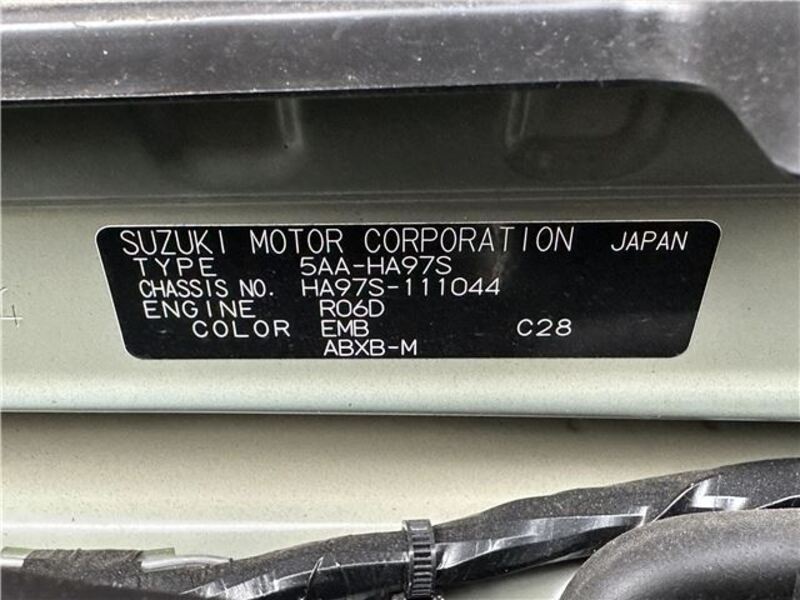 SUZUKI MOTOR CORPORATION JAPAN
TYPE 5AA-HA97S
CHASSIS NO. HA97S-111044
ENGINE R06D
COLOR EMB C28
ABXB-M